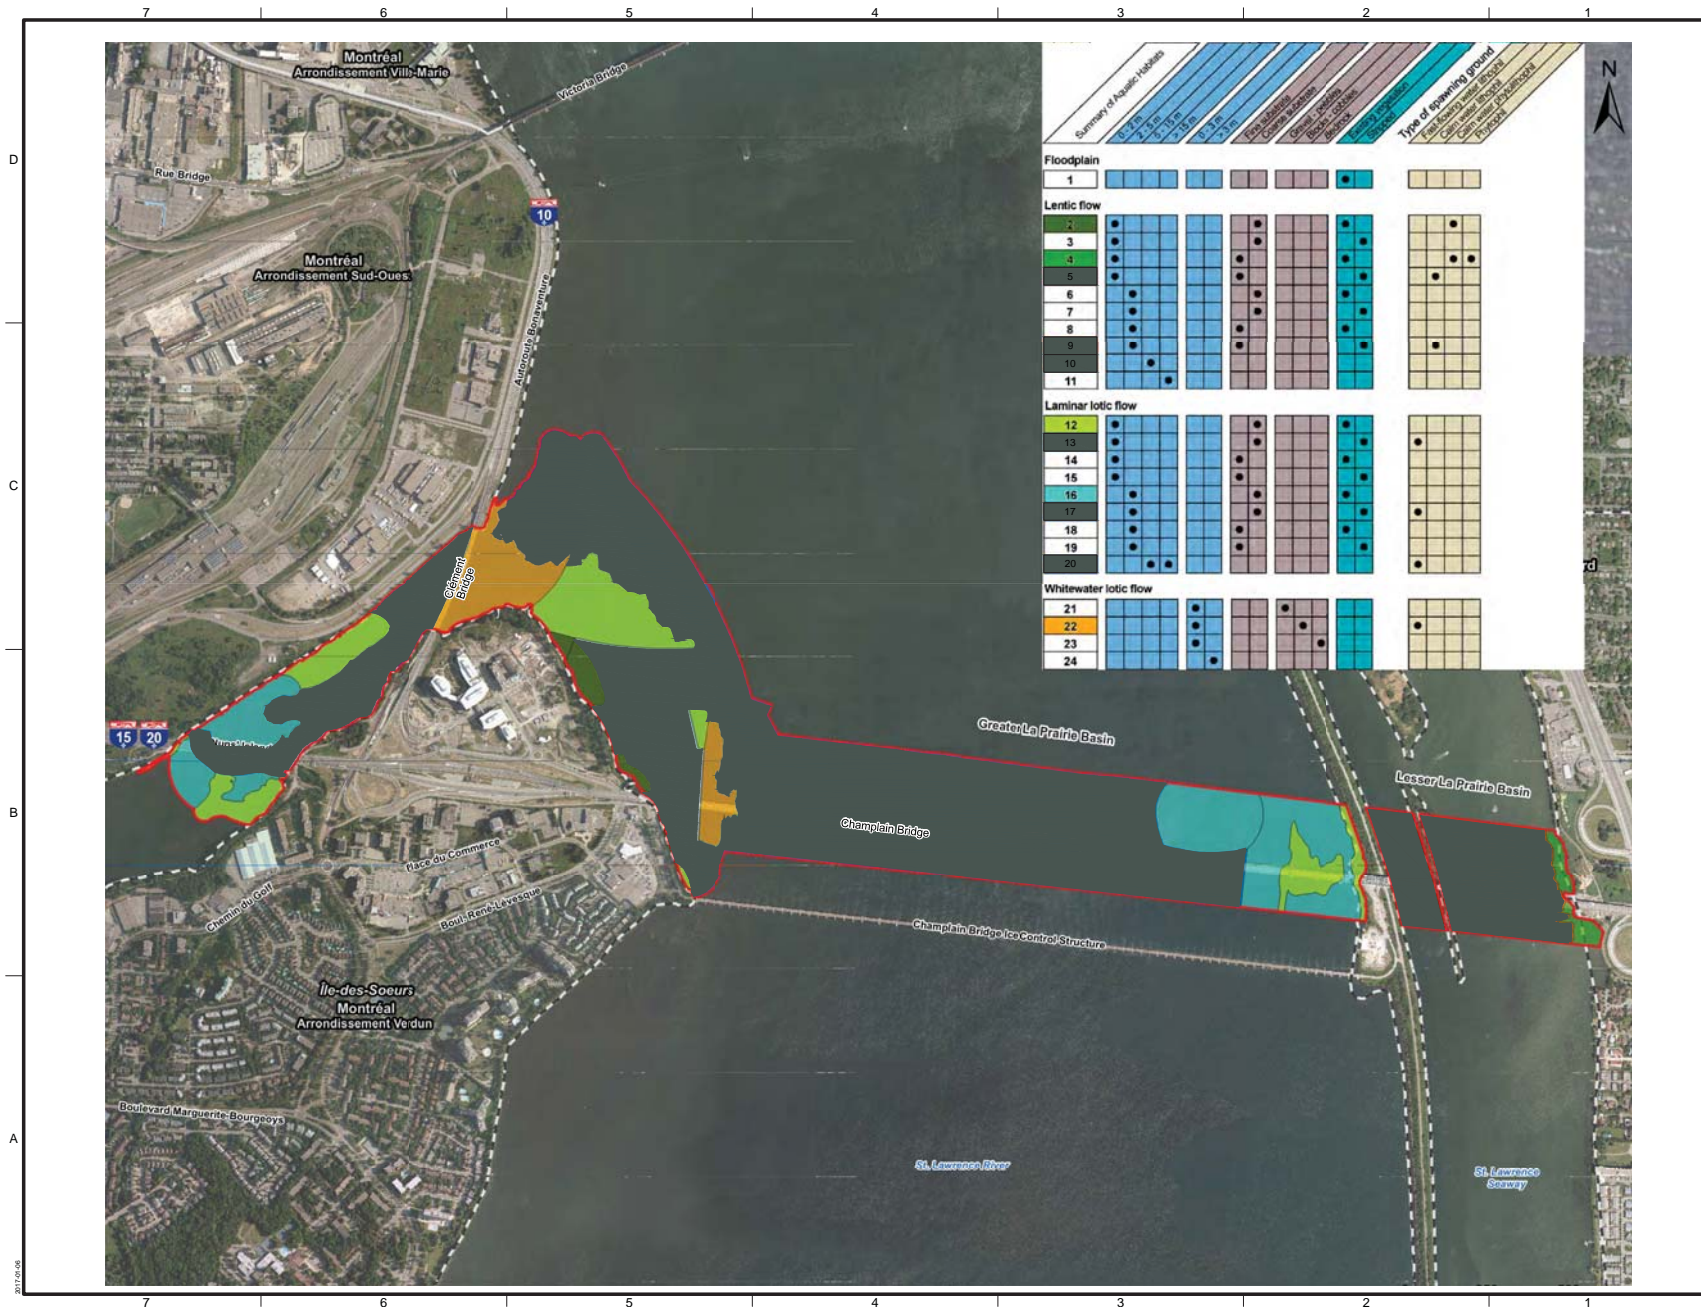 7 6 5 4 3 2 1
Montréal
Arrondissement Ville-Marie
Victoria Bridge
Summary of Aquatic Habitats
0 - 2 m
2 - 5 m
5 - 15 m
> 15 m
0 - 3 m
> 3 m
Fine substrate
Coarse substrate
Gravel - pebbles
Blocks - cobbles
Bedrock
Existing vegetation
Stripped
Type of spawning ground
Fast-flowing water lithophil
Calm water lithophil
Calm water phytolithophil
Phytophil
N
D
Floodplain
1
Lentic flow
2
3
4
5
6
7
8
9
10
11
Laminar lotic flow
12
13
14
15
16
17
18
19
20
Whitewater lotic flow
21
22
23
24
Rue Bridge
10
Montréal
Arrondissement Sud-Oues
Autoroute Bonaventure
C
rd
Clément
Bridge
15 20
Greater La Prairie Basin
Lesser La Prairie Basin
B
Champlain Bridge
Place du Commerce
Chemin du Golf
Boul. René-Lévesque
Champlain Bridge Ice Control Structure
Île-des-Soeurs
Montréal
Arrondissement Verdun
Boulevard Marguerite-Bourgeoys
A
St. Lawrence River
St. Lawrence
Seaway
2017-01-06
7 6 5 4 3 2 1